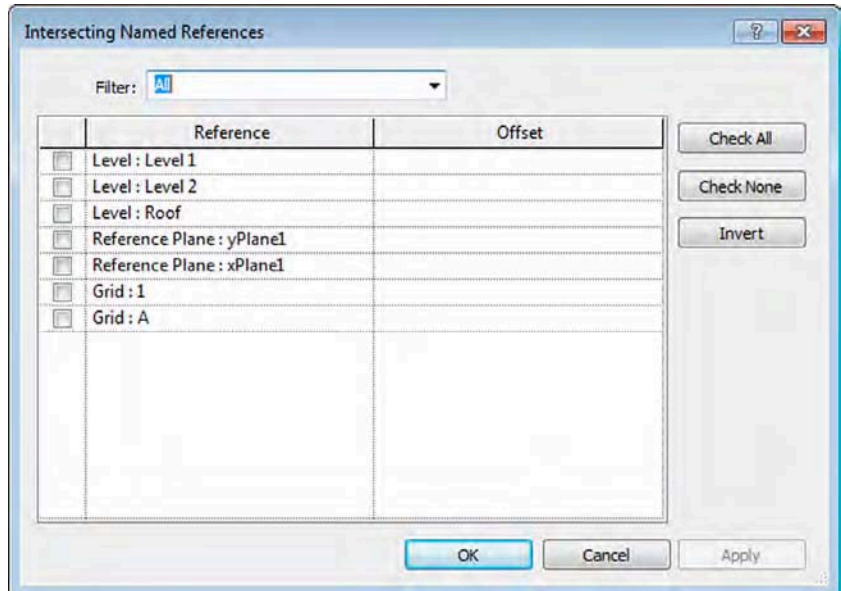 Intersecting Named References
Filter: All
Reference Offset
Check All
Level : Level 1
Level : Level 2
Check None
Level : Roof
Invert
Reference Plane : yPlane1
Reference Plane : xPlane1
Grid : 1
Grid : A
OK Cancel Apply